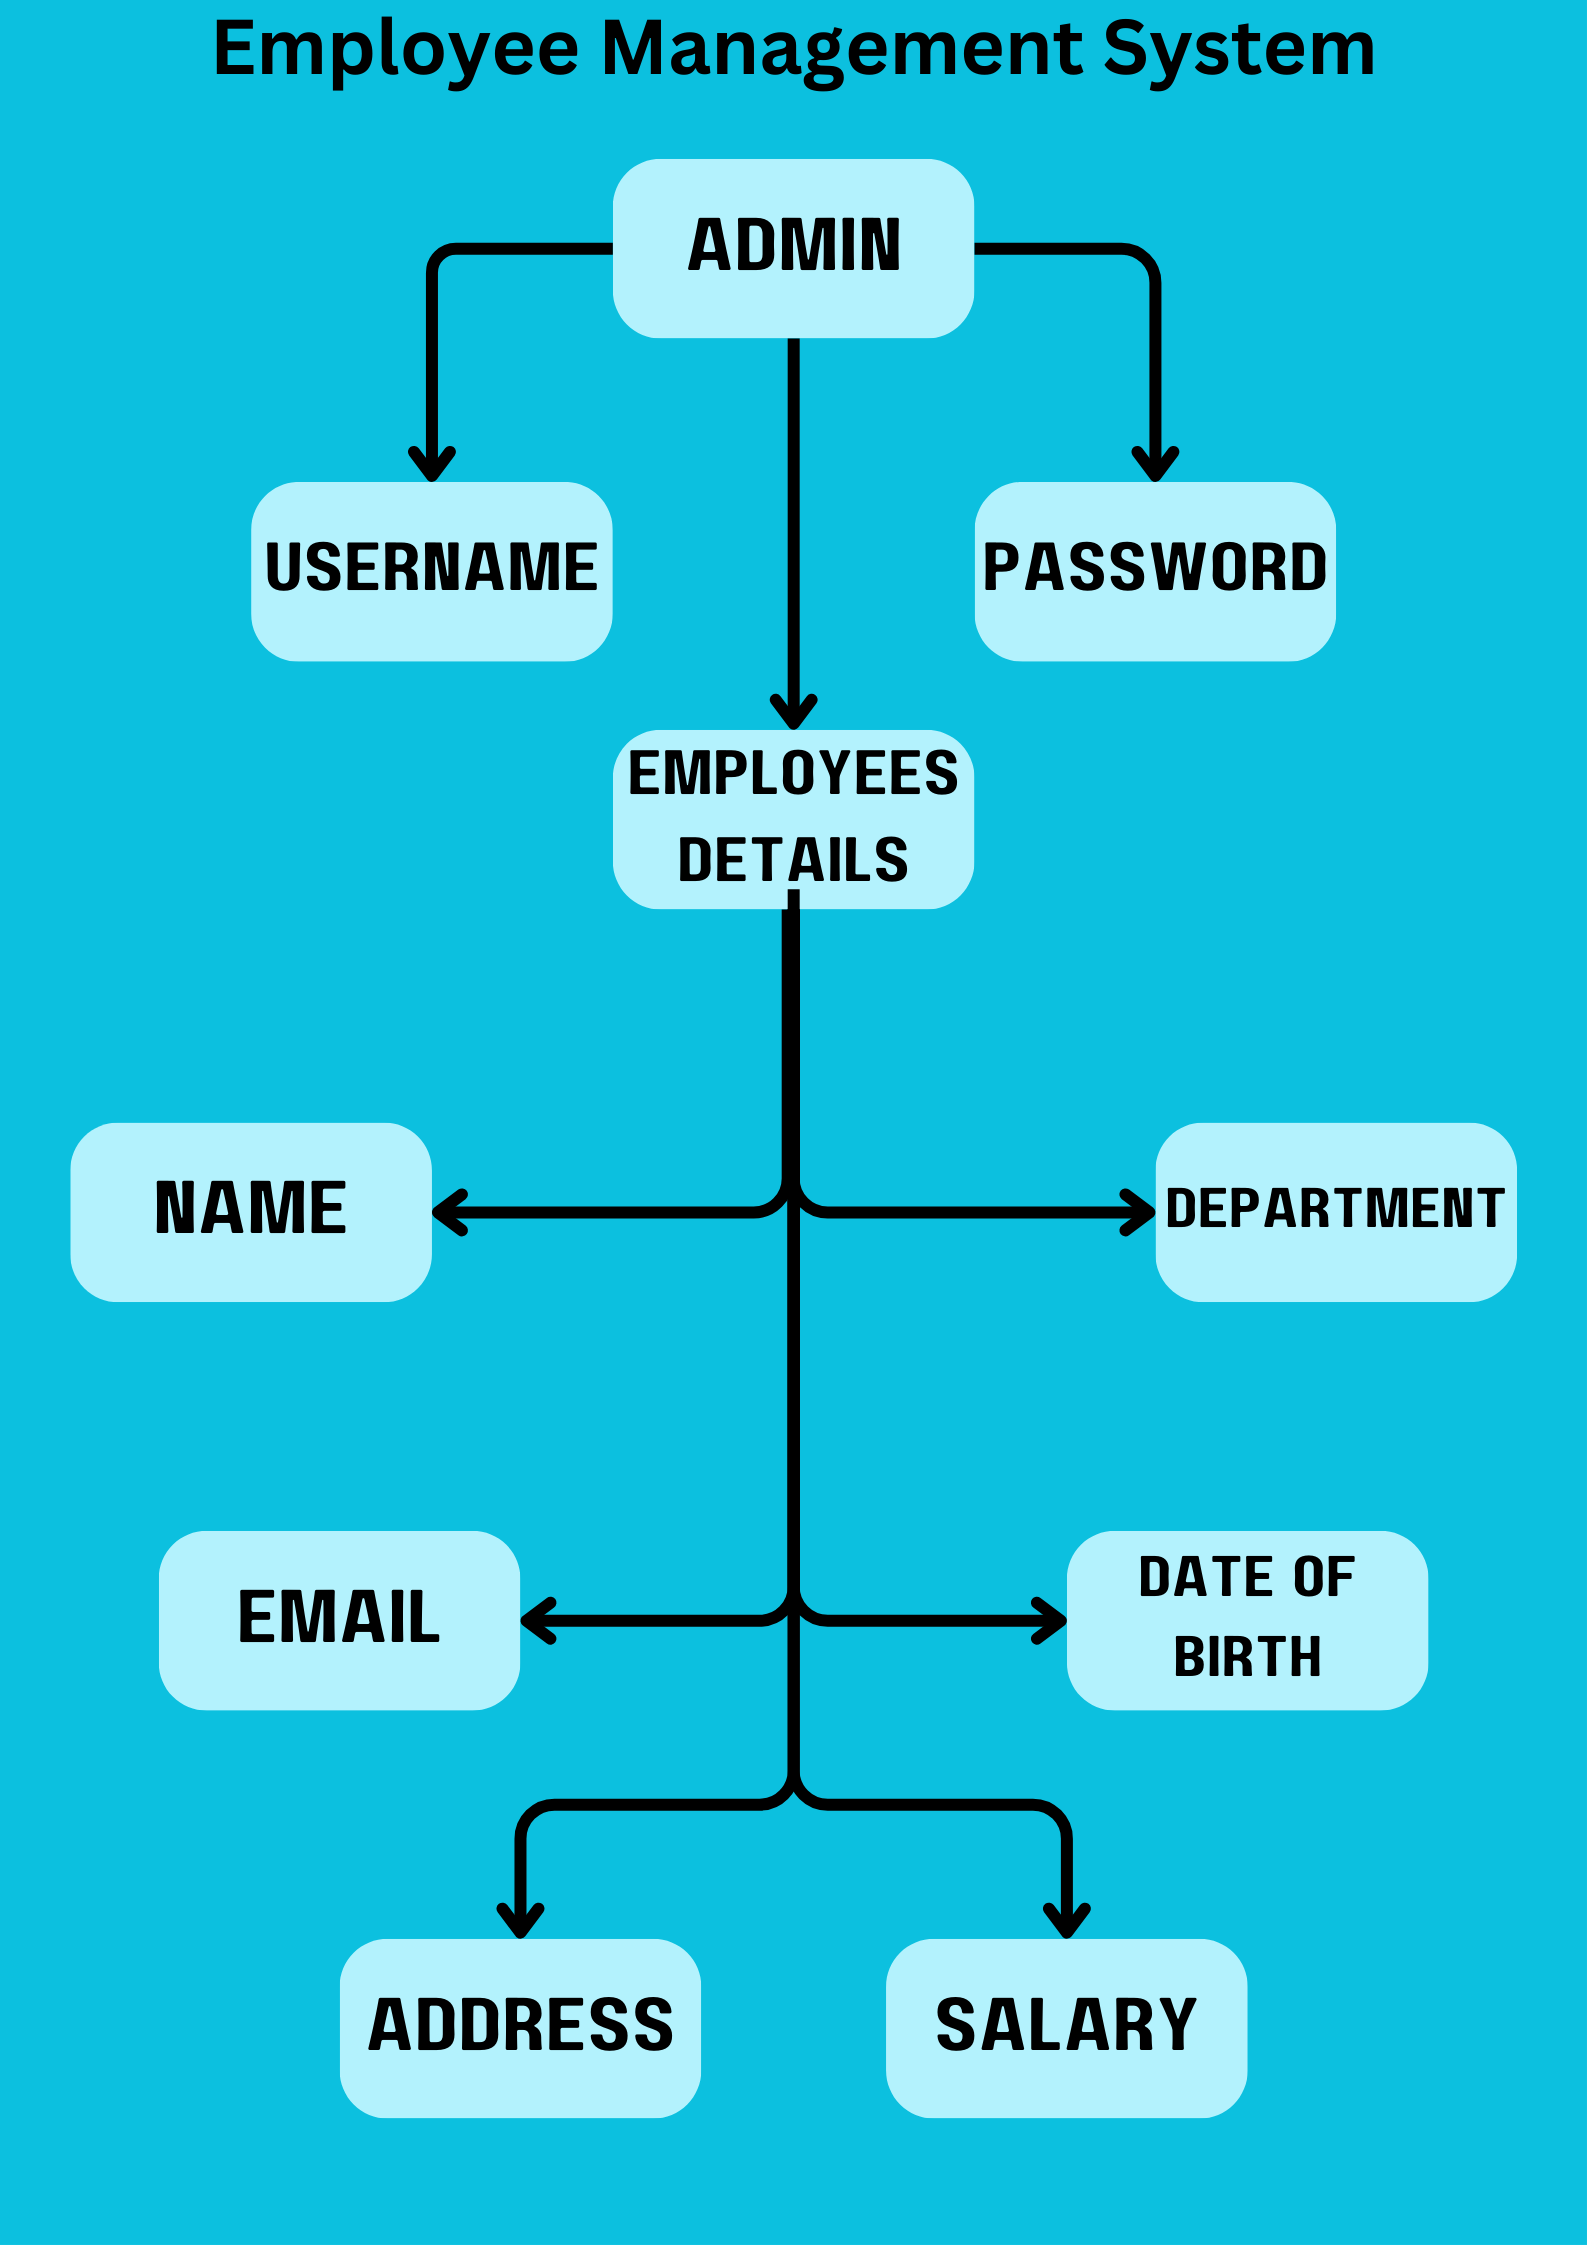 Employee Management System
ADMIN
USERNAME
PASSWORD
EMPLOYEES
DETAILS
NAME
DEPARTMENT
EMAIL
DATE OF
BIRTH
ADDRESS
SALARY